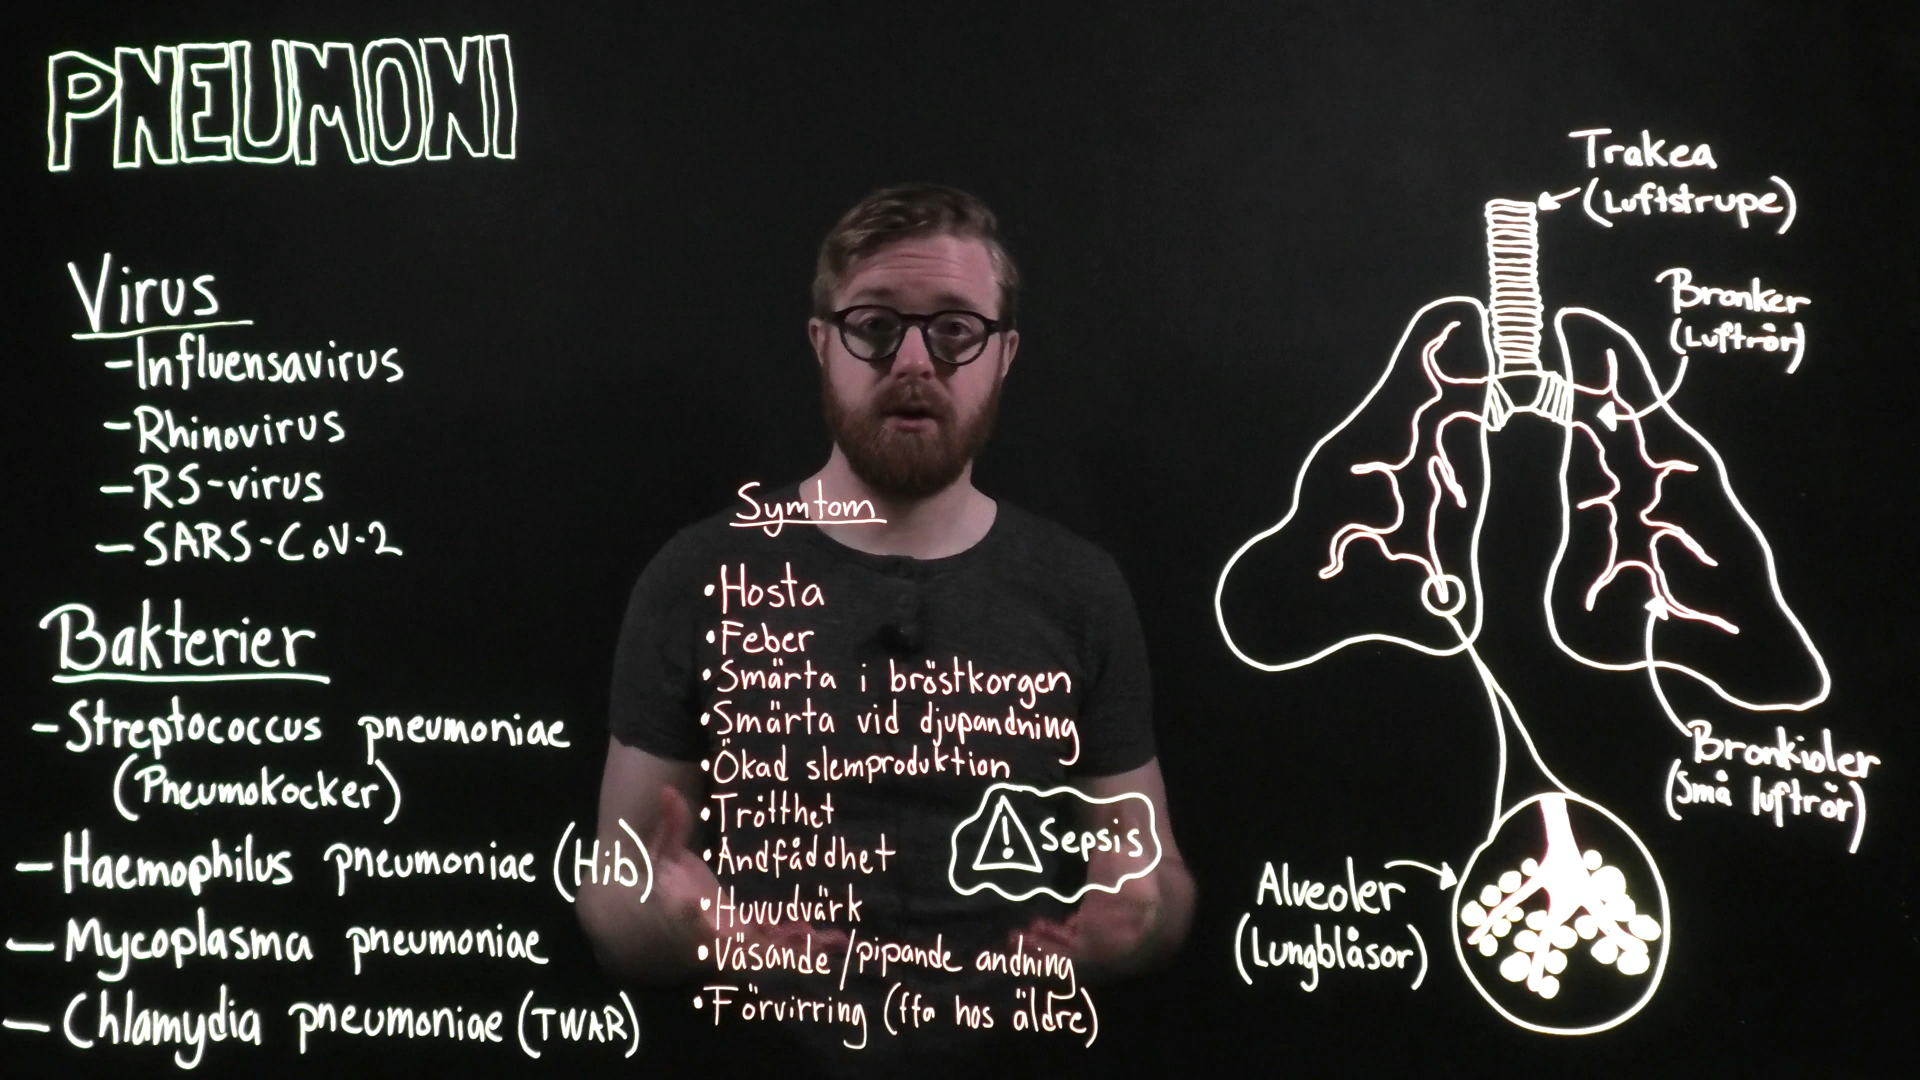 PNEUMONI
Virus
-Influensavirus
-Rhinovirus
-RS-virus
-SARS-CoV-2
Bakterier
-Streptococcus pneumoniae
(Pneumokocker)
-Haemophilus pneumoniae (Hib)
-Mycoplasma pneumoniae
-Chlamydia pneumoniae (TWAR)
Symtom
•Hosta
•Feber
•Smärta i bröstkorgen
•Smärta vid djupandning
•Ökad slemproduktion
•Trötthet
•Andfåddhet
•Huvudvärk
•Väsande/pipande andning
•Förvirring (ffa hos äldre)
! Sepsis
Trakea
(Luftstrupe)
Bronker
(Luftrör)
Bronkioler
(Små luftrör)
Alveoler
(Lungblåsor)